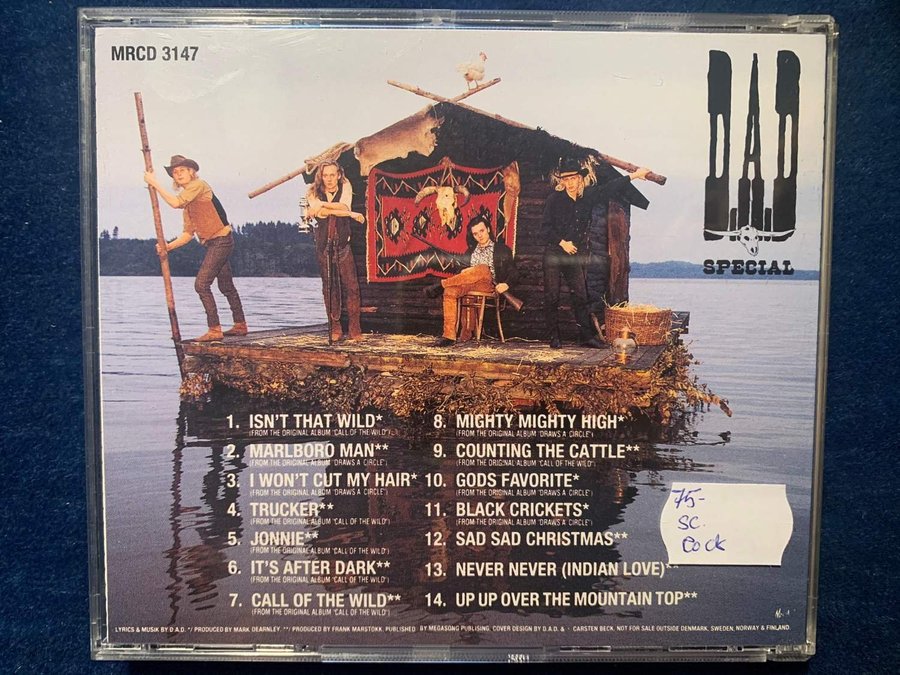 MRCD 3147
D.A.D
SPECIAL
1. ISN'T THAT WILD*
(FROM THE ORIGINAL ALBUM "CALL OF THE WILD")
2. MARLBORO MAN**
(FROM THE ORIGINAL ALBUM "DRAWS A CIRCLE")
3. I WON'T CUT MY HAIR*
(FROM THE ORIGINAL ALBUM "DRAWS A CIRCLE")
4. TRUCKER**
(FROM THE ORIGINAL ALBUM "CALL OF THE WILD")
5. JONNIE**
(FROM THE ORIGINAL ALBUM "CALL OF THE WILD")
6. IT'S AFTER DARK**
(FROM THE ORIGINAL ALBUM "CALL OF THE WILD")
7. CALL OF THE WILD**
(FROM THE ORIGINAL ALBUM "CALL OF THE WILD")
8. MIGHTY MIGHTY HIGH*
(FROM THE ORIGINAL ALBUM "DRAWS A CIRCLE")
9. COUNTING THE CATTLE**
(FROM THE ORIGINAL ALBUM "CALL OF THE WILD")
10. GODS FAVORITE*
(FROM THE ORIGINAL ALBUM "DRAWS A CIRCLE")
11. BLACK CRICKETS*
(FROM THE ORIGINAL ALBUM "DRAWS A CIRCLE")
12. SAD SAD CHRISTMAS**
13. NEVER NEVER (INDIAN LOVE)**
14. UP UP OVER THE MOUNTAIN TOP**
75-
SC.
LYRICS & MUSIK BY D.A.D. */ PRODUCED BY MARK DEARNLEY. **/ PRODUCED BY FRANK MARSTOKK. PUBLISHED BY MEGASONG PUBLISING. COVER DESIGN BY D.A.D. & CARSTEN BECK. NOT FOR SALE OUTSIDE DENMARK, SWEDEN, NORWAY & FINLAND.